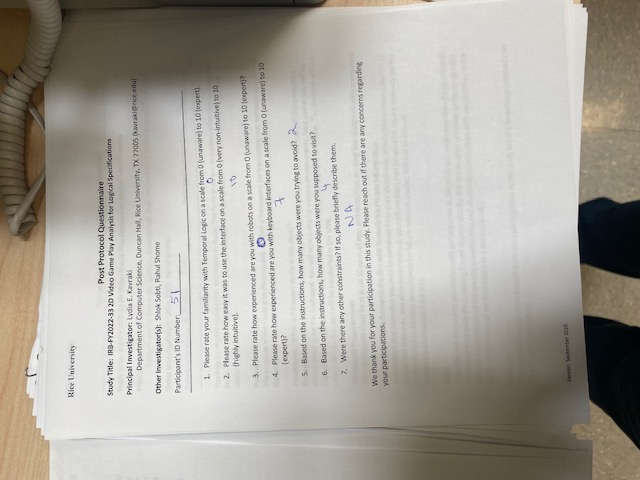 Rice University
Post Protocol Questionnaire
Study Title: IRB-FY2022-33 2D Video Game Play Analysis for Logical Specifications
Principal Investigator: Lydia E. Kavraki
Department of Computer Science, Duncan Hall, Rice University, TX 77005 (kavraki@rice.edu)
Other Investigator(s): Shlok Sobti, Rahul Shome
Participant's ID Number: 51
1. Please rate your familiarity with Temporal Logic on a scale from 0 (unaware) to 10 (expert).
0
2. Please rate how easy it was to use the interface on a scale from 0 (very non-intuitive) to 10
(highly intuitive).
10
3. Please rate how experienced are you with robots on a scale from 0 (unaware) to 10 (expert)?
4. Please rate how experienced are you with keyboard interfaces on a scale from 0 (unaware) to 10
(expert)?
7
5. Based on the instructions, how many objects were you trying to avoid? 2
6. Based on the instructions, how many objects were you supposed to visit?
4
7. Were there any other constraints? If so, please briefly describe them.
NA
We thank you for your participation in this study. Please reach out if there are any concerns regarding
your participations.
Version: September 2020